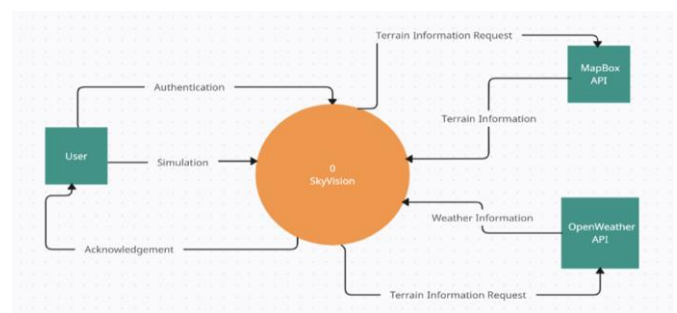 Terrain Information Request
MapBox
API
Authentication
Terrain Information
User
Simulation
0
SkyVision
Weather Information
OpenWeather
API
Acknowledgement
Terrain Information Request